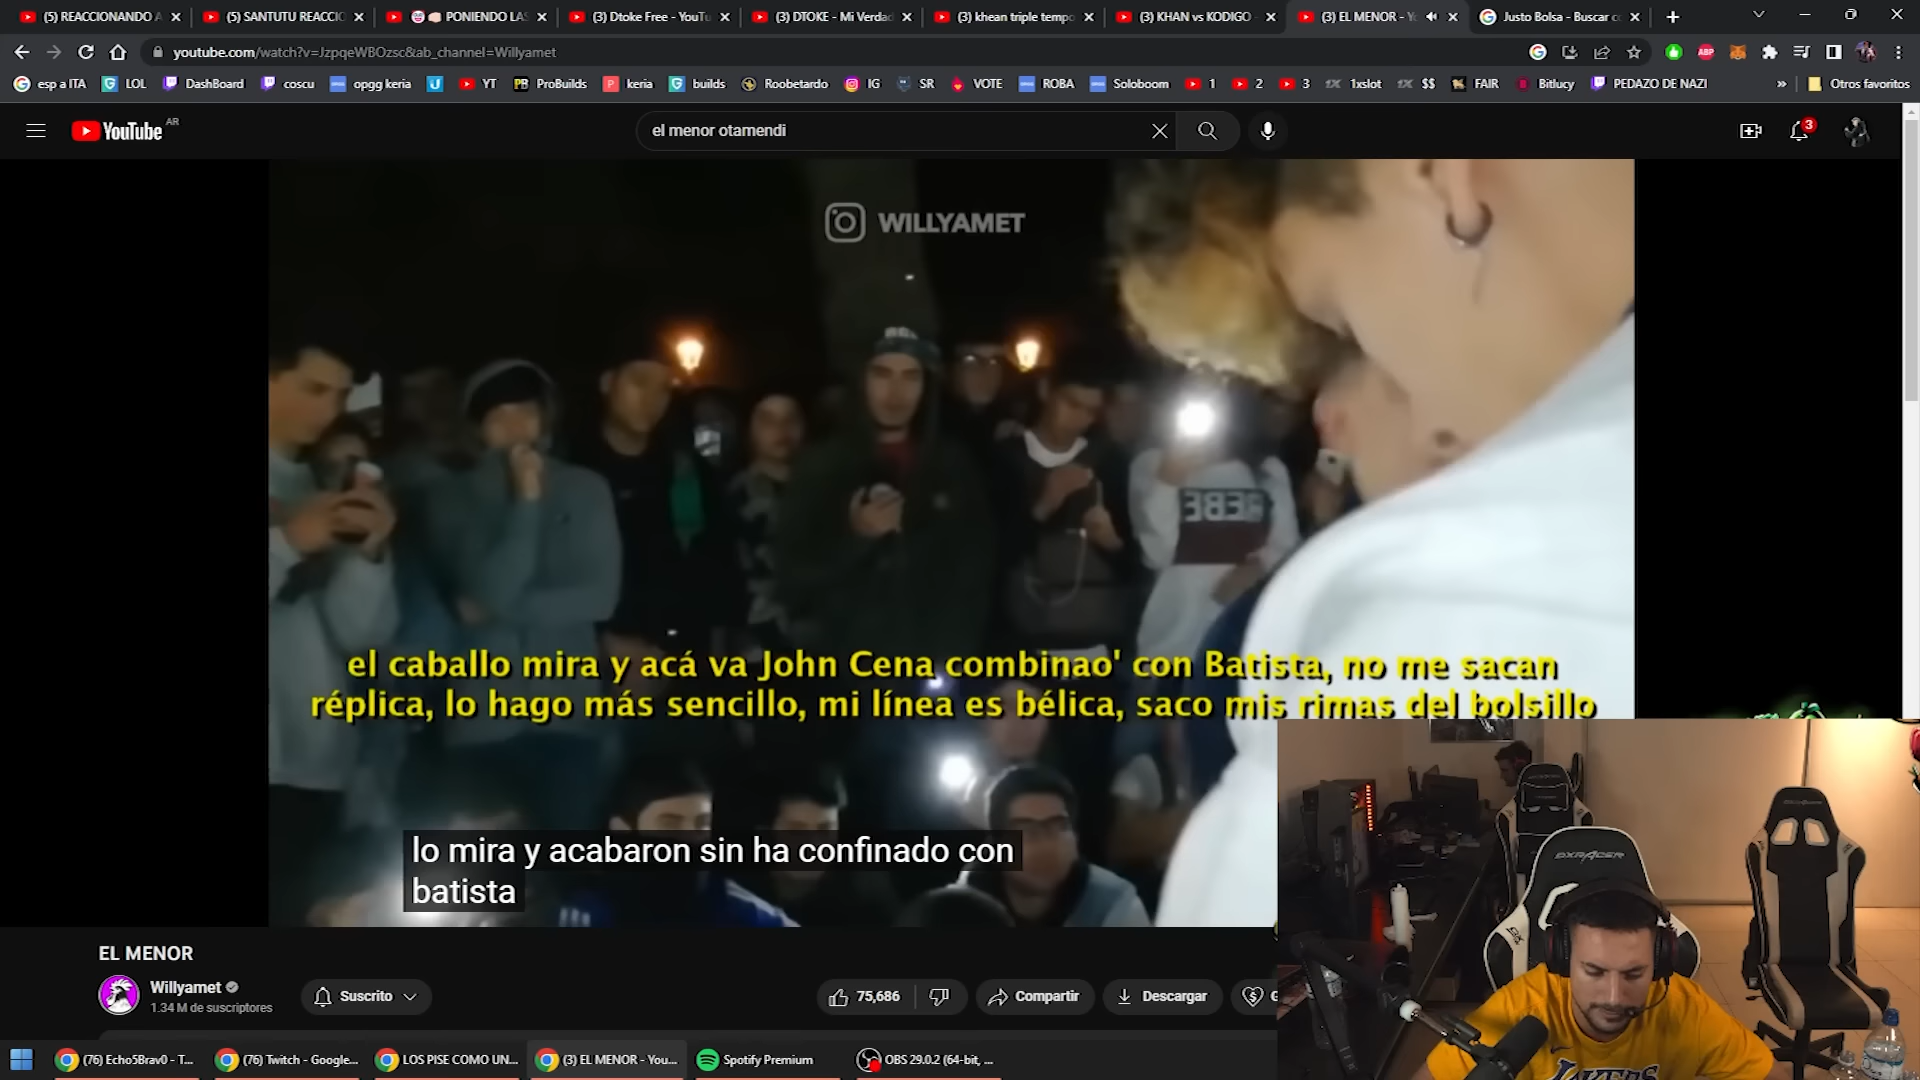 (5) REACCIONANDO A
(5) SANTUTU REACCIO
PONIENDO LAS
(3) Dtoke Free - YouTu
(3) DTOKE - Mi Verdad
(3) khean triple tempo
(3) KHAN vs KODIGO
(3) EL MENOR - Yo
Justo Bolsa - Buscar co
youtube.com/watch?v=JzpqeWBOzsc&ab_channel=Willyamet
esp a ITA
LOL
DashBoard
coscu
opgg keria
YT
ProBuilds
keria
builds
Roobetardo
IG
SR
VOTE
ROBA
Soloboom
1
2
3
1xslot
$$
FAIR
Bitlucy
PEDAZO DE NAZI
»
Otros favoritos
YouTube AR
el menor otamendi
3
WILLYAMET
el caballo mira y acá va John Cena combinao' con Batista, no me sacan
réplica, lo hago más sencillo, mi línea es bélica, saco mis rimas del bolsillo
lo mira y acabaron sin ha confinado con
batista
EL MENOR
Willyamet
1.34 M de suscriptores
Suscrito
75,686
Compartir
Descargar
G
DXRACER
LAKERS
(76) Echo5Brav0 - T...
(76) Twitch - Google...
LOS PISE COMO UN...
(3) EL MENOR - You...
Spotify Premium
OBS 29.0.2 (64-bit, ...